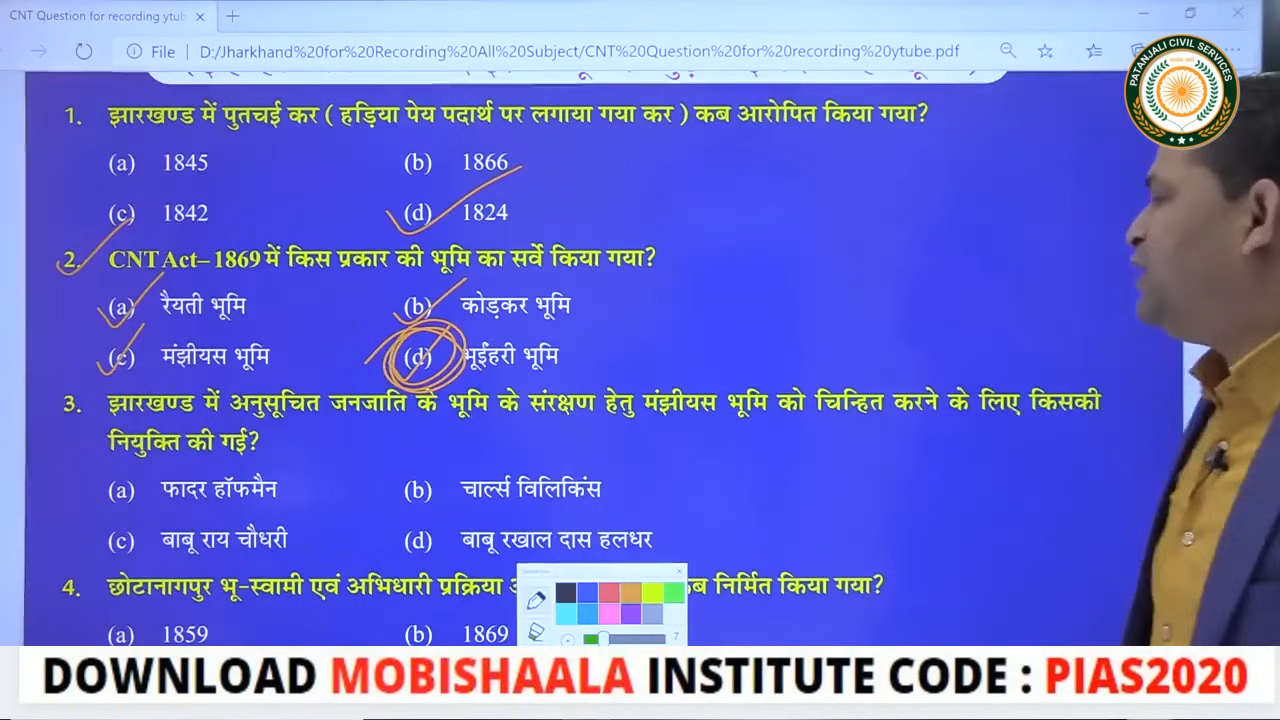 CNT Question for recording ytub
File
D:/Jharkhand%20for%20Recording%20All%20Subject/CNT%20Question%20for%20recording%20ytube.pdf
PATANJALI CIVIL SERVICES
1. झारखण्ड में पुतचई कर ( हड़िया पेय पदार्थ पर लगाया गया कर ) कब आरोपित किया गया?
(a) 1845 (b) 1866
(c) 1842 (d) 1824
2. CNT Act– 1869 में किस प्रकार की भूमि का सर्वे किया गया?
(a) रैयती भूमि (b) कोड़कर भूमि
(c) मंझीयस भूमि (d) भूईंहरी भूमि
3. झारखण्ड में अनुसूचित जनजाति के भूमि के संरक्षण हेतु मंझीयस भूमि को चिन्हित करने के लिए किसकी
नियुक्ति की गई?
(a) फादर हॉफमैन (b) चार्ल्स विलिकिंस
(c) बाबू राय चौधरी (d) बाबू रखाल दास हलधर
4. छोटानागपुर भू-स्वामी एवं अभिधारी प्रक्रिया निर्मित किया गया?
(a) 1859 (b) 1869
7
DOWNLOAD MOBISHAALA INSTITUTE CODE : PIAS2020